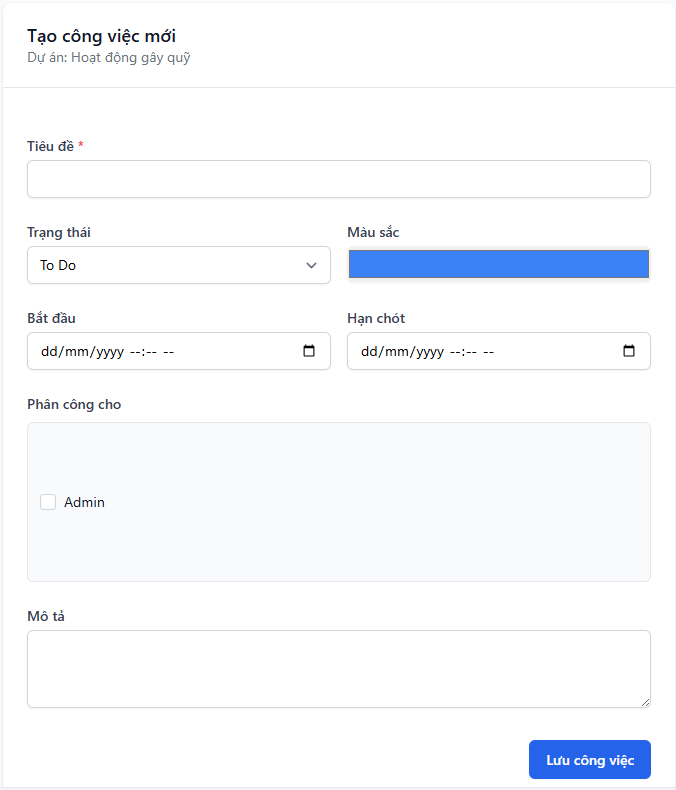 Tạo công việc mới
Dự án: Hoạt động gây quỹ
Tiêu đề *
Trạng thái
Màu sắc
To Do
Bắt đầu
Hạn chót
dd/mm/yyyy --:-- --
dd/mm/yyyy --:-- --
Phân công cho
Admin
Mô tả
Lưu công việc